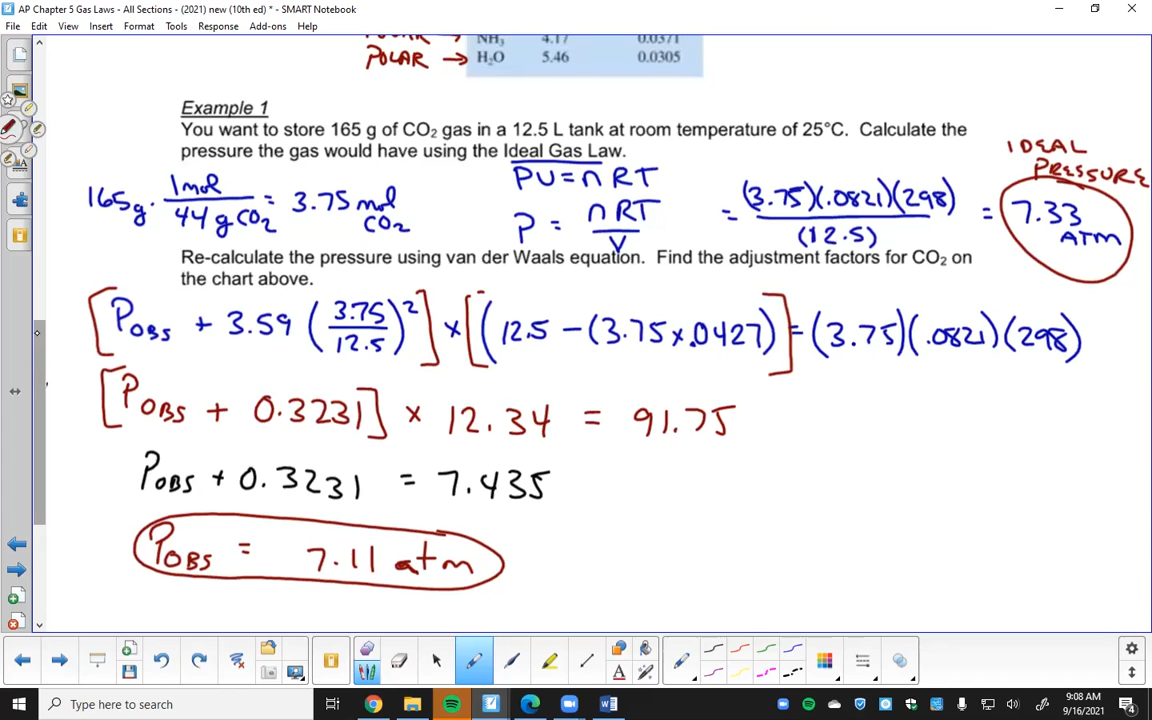 AP Chapter 5 Gas Laws - All Sections - (2021) new (10th ed) * - SMART Notebook
File Edit View Insert Format Tools Response Add-ons Help
POLAR → NH₃ 4.17 0.0371
POLAR → H₂O 5.46 0.0305
Example 1
You want to store 165 g of CO₂ gas in a 12.5 L tank at room temperature of 25°C. Calculate the
pressure the gas would have using the Ideal Gas Law.
IDEAL
PRESSURE
165g · 1mol / 44 g CO₂ = 3.75 mol CO₂
PV = nRT
P = nRT / V = (3.75)(.0821)(298) / (12.5) = 7.33 ATM
Re-calculate the pressure using van der Waals equation. Find the adjustment factors for CO₂ on
the chart above.
[P OBS + 3.59 (3.75 / 12.5)²] × [(12.5 - (3.75 x .0427)] = (3.75)(.0821)(298)
[P OBS + 0.3231] × 12.34 = 91.75
P OBS + 0.3231 = 7.435
P OBS = 7.11 atm
Type here to search
9:08 AM
9/16/2021
4